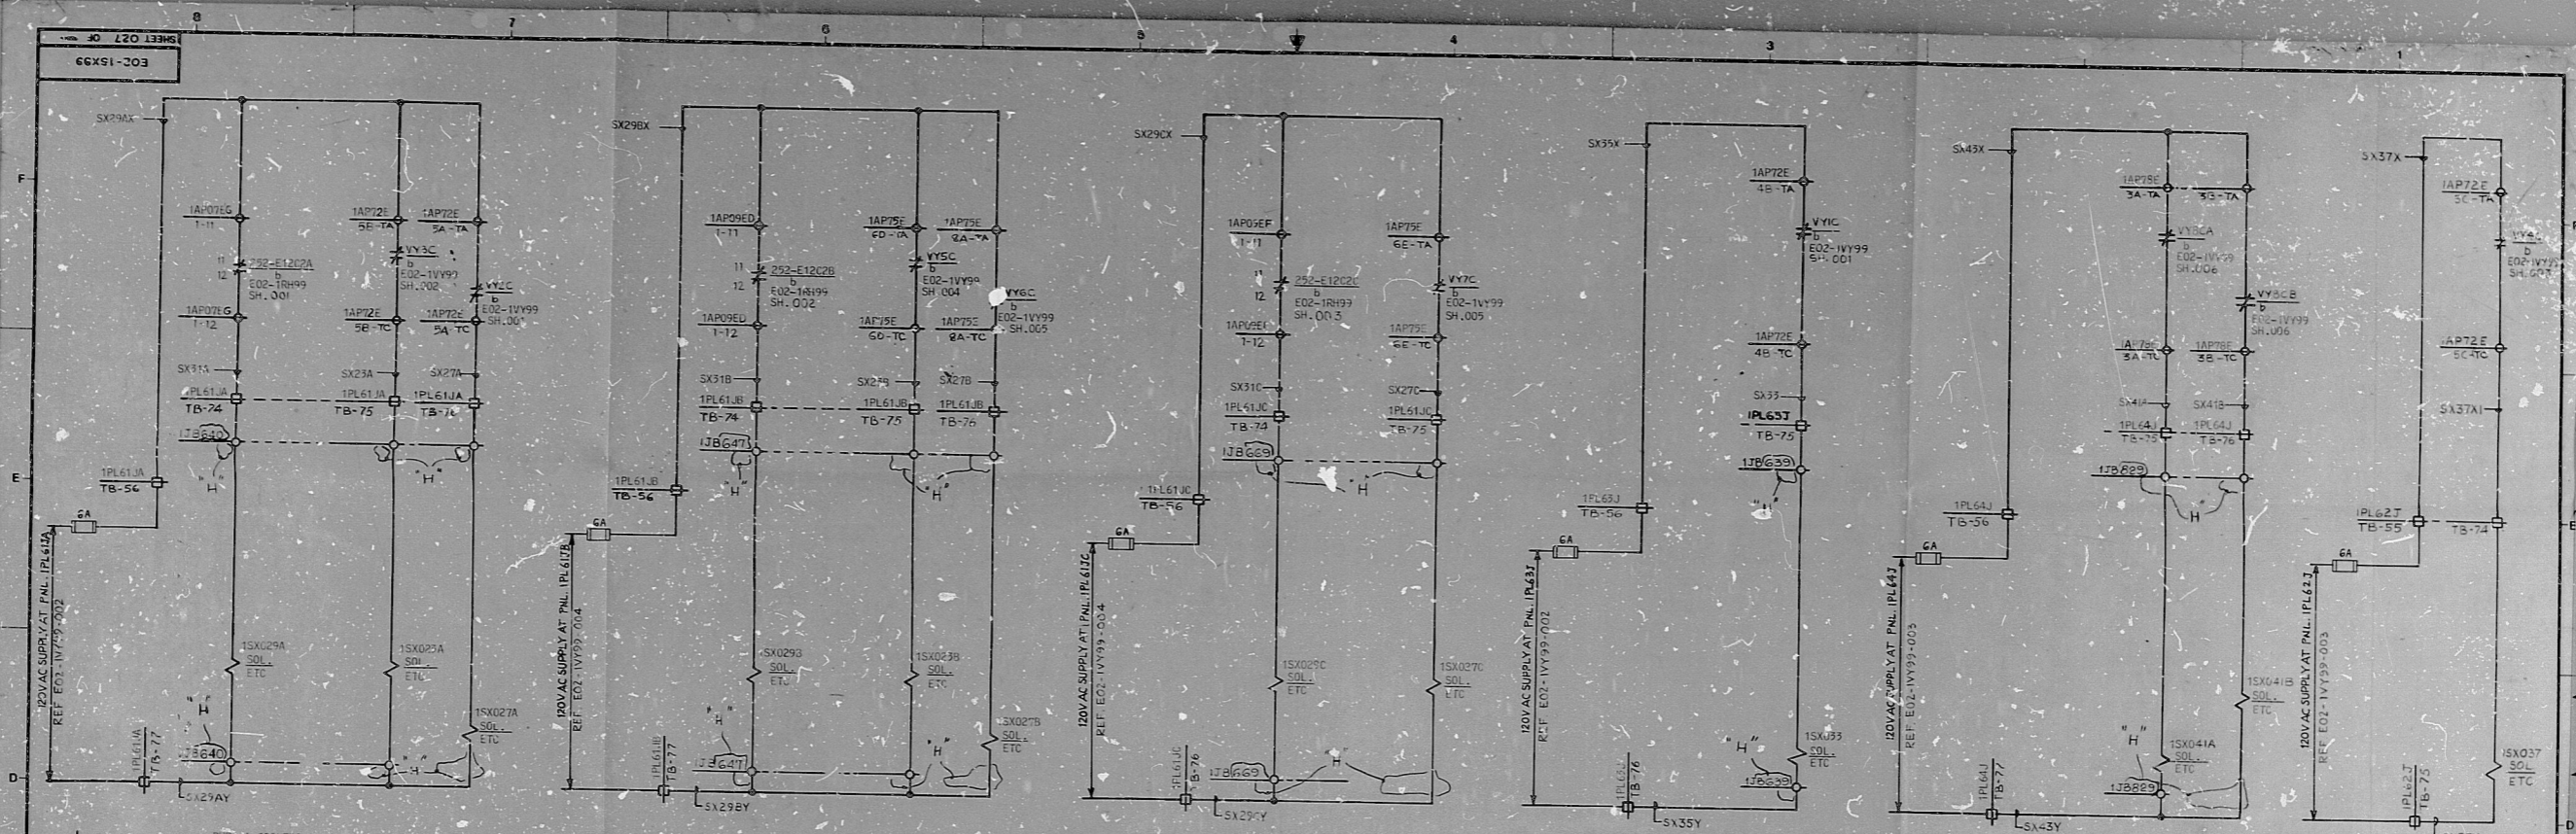 8
7
6
5
4
3
1
SHEET 027 OF
E02-1SX99
F
E
D
SX29AX
1AP07EG
1-11
11
12
252-E12C2A
b
E02-1RH99
SH.001
1AP07EG
1-12
SX31A
1PL61JA
TB-74
1JB640
"H"
1AP72E
5B-TA
VY3C
b
E02-1VY99
SH.002
1AP72E
5B-TC
SX23A
1PL61JA
TB-75
1AP72E
5A-TA
VY2C
b
E02-1VY99
1AP72E
5A-TC
SX27A
1PL61JA
"H"
1PL61JA
TB-56
6A
120VAC SUPPLY AT PNL. 1PL61JA
REF. E02-1VY99-002
1SX029A
SOL.
ETC
1SX023A
SOL.
ETC
1SX027A
SOL.
ETC
"H"
1JB640
"H"
1PL61JA
TB-77
SX29AY
SX29BX
1AP09ED
1-11
11
12
252-E12C2B
b
E02-1RH99
SH.002
1AP09ED
1-12
SX31B
1PL61JB
TB-74
1JB647
"H"
1AP75E
6D-TA
VY5C
b
E02-1VY99
SH.004
1AP75E
6D-TC
1PL61JB
TB-75
1AP75E
8A-TA
VY6C
b
E02-1VY99
SH.005
1AP75E
8A-TC
SX27B
1PL61JB
TB-76
"H"
1PL61JB
TB-56
6A
120VAC SUPPLY AT PNL. 1PL61JB
REF. E02-1VY99-004
SOL.
ETC
1SX023B
SOL.
ETC
1SX027B
SOL.
ETC
"H"
1JB647
"H"
1PL61JB
TB-77
SX29BY
SX29CX
1AP09EF
1-11
12
252-E12C2C
b
E02-1RH99
SH.003
1AP09EF
1-12
SX31C
1PL61JC
TB-74
1JB669
"H"
1AP75E
6E-TA
VY7C
b
E02-1VY99
SH.005
1AP75E
6E-TC
SX27C
1PL61JC
TB-75
1PL61JC
TB-56
6A
120VAC SUPPLY AT PNL. 1PL61JC
REF. E02-1VY99-004
1SX029C
SOL.
ETC
1SX027C
SOL.
ETC
1JB669
"H"
1PL61JC
TB-76
SX29CY
SX35X
1AP72E
4B-TA
VY1C
b
E02-1VY99
SH.001
1AP72E
4B-TC
SX33
1PL63J
TB-75
1JB639
"H"
1PL63J
TB-56
6A
120VAC SUPPLY AT PNL. 1PL63J
REF. E02-1VY99-002
1SX033
SOL.
ETC
"H"
1JB639
1PL63J
TB-76
SX35Y
SX43X
1AP78E
3A-TA
3B-TA
VY8CA
b
E02-1VY99
SH.006
VY8CB
b
E02-1VY99
SH.006
1AP78E
3A-TC
1AP78E
3B-TC
SX41A
SX41B
1PL64J
TB-75
1PL64J
TB-76
1JB829
"H"
1PL64J
TB-56
6A
120VAC SUPPLY AT PNL. 1PL64J
REF. E02-1VY99-003
1SX041B
SOL.
ETC
"H"
1SX041A
SOL.
ETC
1JB829
1PL64J
TB-77
SX43Y
SX37X
1AP72E
5C-TA
b
1AP72E
5C-TC
SX37X1
1PL62J
TB-55
TB-74
6A
120VAC SUPPLY AT PNL. 1PL62J
REF. E02-1VY99-003
1SX037
SOL
ETC
1PL62J
TB-75